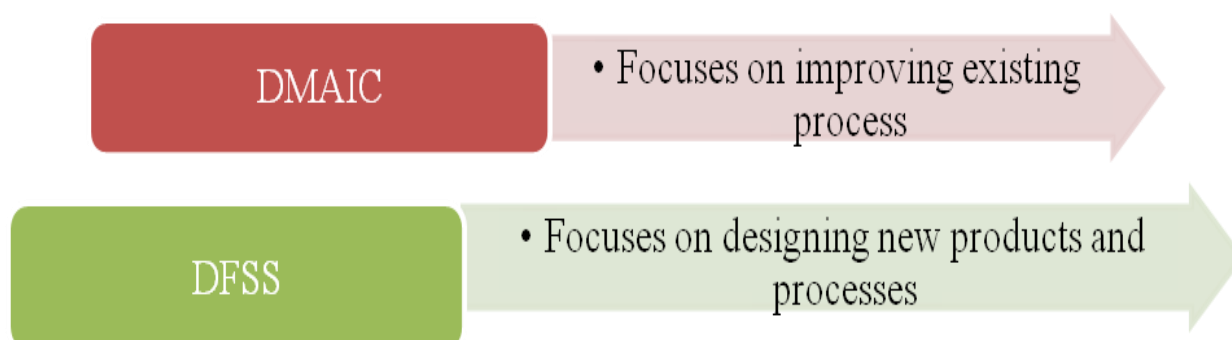 DMAIC
• Focuses on improving existing
process
DFSS
• Focuses on designing new products and
processes